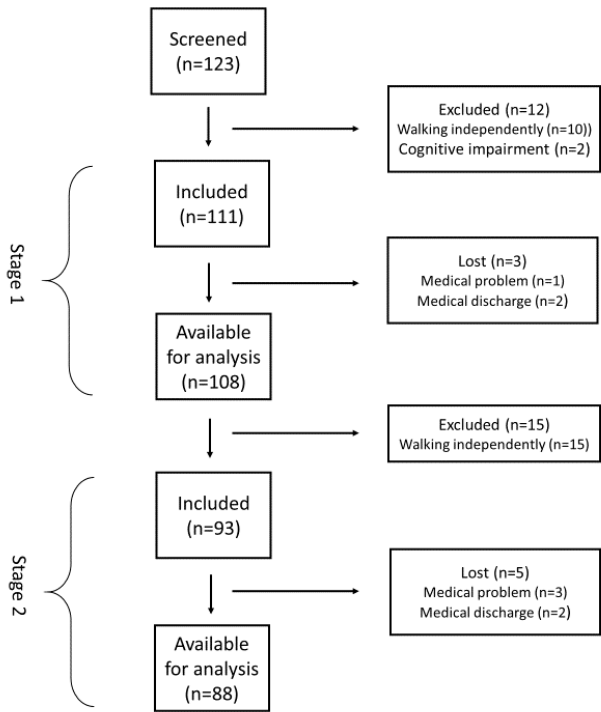 Screened
(n=123)
Excluded (n=12)
Walking independently (n=10))
Cognitive impairment (n=2)
Stage 1
Included
(n=111)
Lost (n=3)
Medical problem (n=1)
Medical discharge (n=2)
Available
for analysis
(n=108)
Excluded (n=15)
Walking independently (n=15)
Stage 2
Included
(n=93)
Lost (n=5)
Medical problem (n=3)
Medical discharge (n=2)
Available
for analysis
(n=88)